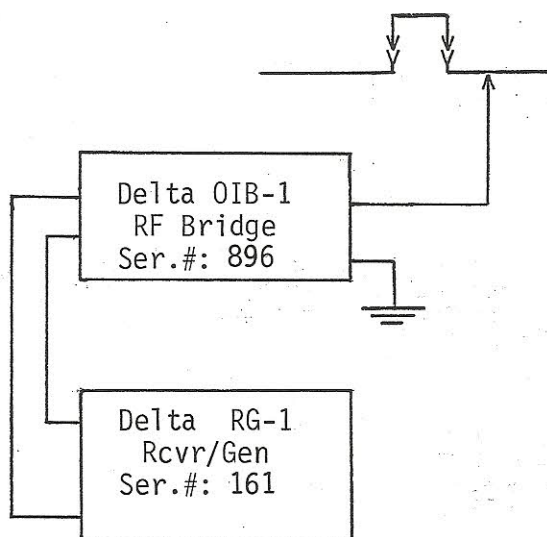 Delta OIB-1
RF Bridge
Ser.#: 896
Delta RG-1
Rcvr/Gen
Ser.#: 161